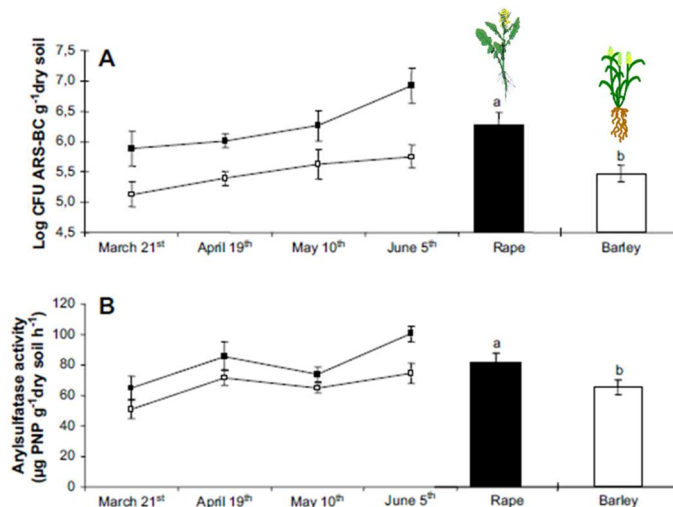 Log CFU ARS-BC g⁻¹dry soil
A
7,5
7,0
6,5
6,0
5,5
5,0
4,5
a
b
March 21ˢᵗ April 19ᵗʰ May 10ᵗʰ June 5ᵗʰ Rape Barley
Arylsulfatase activity
(µg PNP g⁻¹dry soil h⁻¹)
B
120
100
80
60
40
20
0
a
b
March 21ˢᵗ April 19ᵗʰ May 10ᵗʰ June 5ᵗʰ Rape Barley